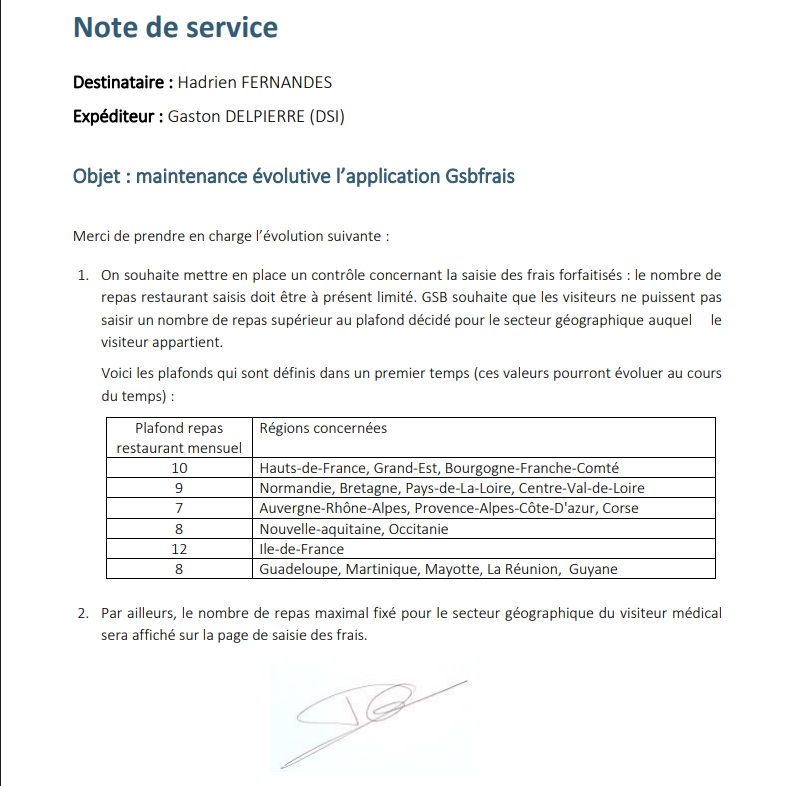 Note de service
Destinataire : Hadrien FERNANDES
Expéditeur : Gaston DELPIERRE (DSI)
Objet : maintenance évolutive l’application Gsbfrais
Merci de prendre en charge l’évolution suivante :
1. On souhaite mettre en place un contrôle concernant la saisie des frais forfaitisés : le nombre de
repas restaurant saisis doit être à présent limité. GSB souhaite que les visiteurs ne puissent pas
saisir un nombre de repas supérieur au plafond décidé pour le secteur géographique auquel le
visiteur appartient.
Voici les plafonds qui sont définis dans un premier temps (ces valeurs pourront évoluer au cours
du temps) :
Plafond repas Régions concernées
restaurant mensuel
10 Hauts-de-France, Grand-Est, Bourgogne-Franche-Comté
9 Normandie, Bretagne, Pays-de-La-Loire, Centre-Val-de-Loire
7 Auvergne-Rhône-Alpes, Provence-Alpes-Côte-D'azur, Corse
8 Nouvelle-aquitaine, Occitanie
12 Ile-de-France
8 Guadeloupe, Martinique, Mayotte, La Réunion, Guyane
2. Par ailleurs, le nombre de repas maximal fixé pour le secteur géographique du visiteur médical
sera affiché sur la page de saisie des frais.